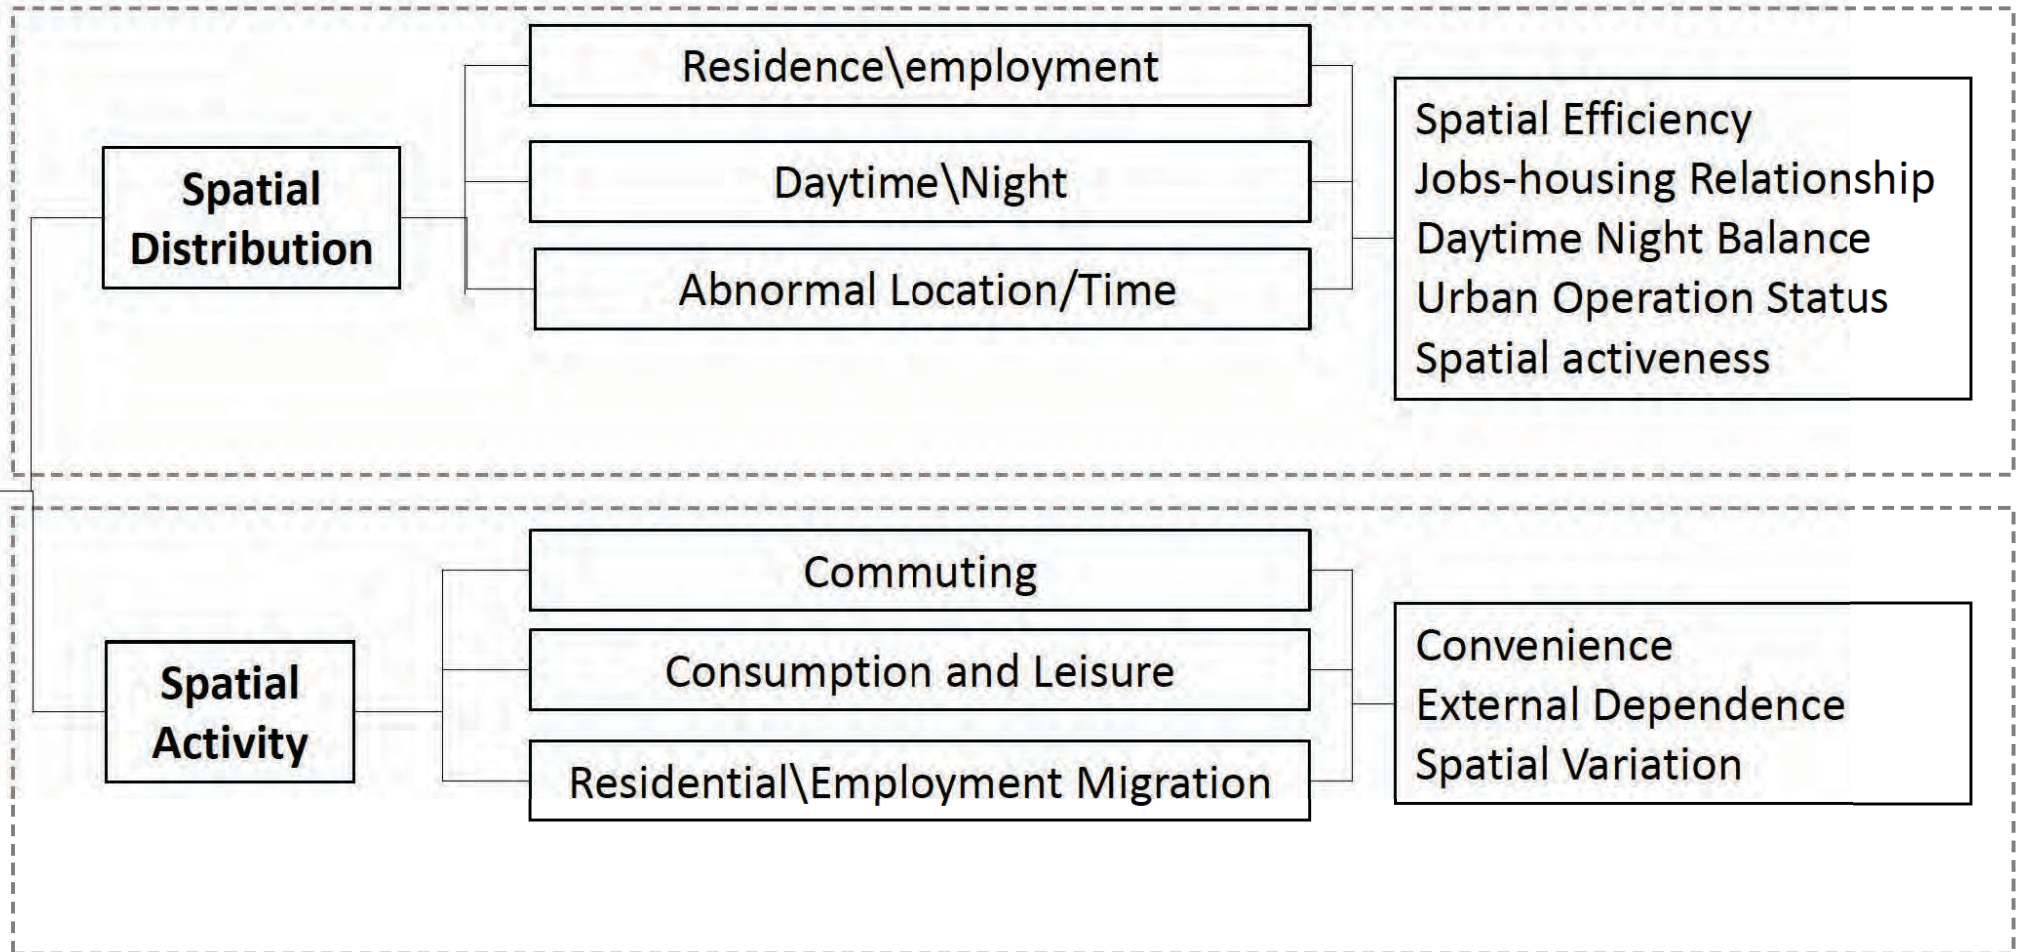 Spatial
Distribution
Residence\employment
Daytime\Night
Abnormal Location/Time
Spatial Efficiency
Jobs-housing Relationship
Daytime Night Balance
Urban Operation Status
Spatial activeness
Spatial
Activity
Commuting
Consumption and Leisure
Residential\Employment Migration
Convenience
External Dependence
Spatial Variation